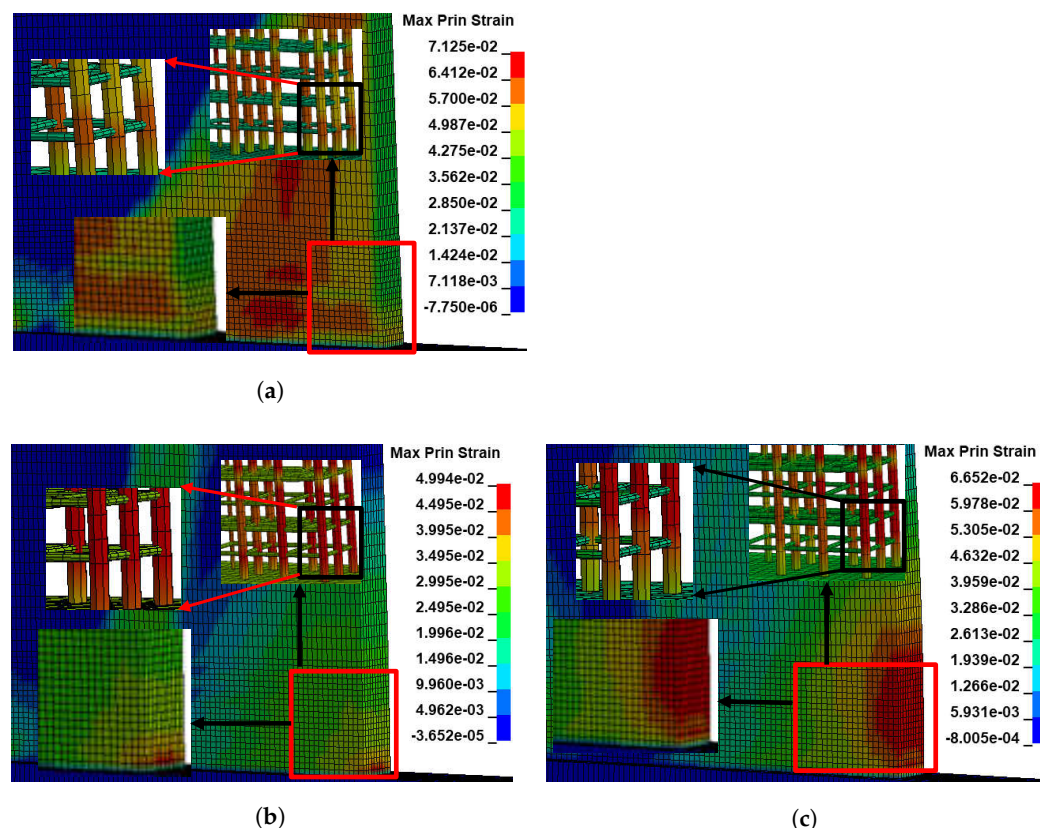 Max Prin Strain
7.125e-02
6.412e-02
5.700e-02
4.987e-02
4.275e-02
3.562e-02
2.850e-02
2.137e-02
1.424e-02
7.118e-03
-7.750e-06
(a)
Max Prin Strain
4.994e-02
4.495e-02
3.995e-02
3.495e-02
2.995e-02
2.495e-02
1.996e-02
1.496e-02
9.960e-03
4.962e-03
-3.652e-05
(b)
Max Prin Strain
6.652e-02
5.978e-02
5.305e-02
4.632e-02
3.959e-02
3.286e-02
2.613e-02
1.939e-02
1.266e-02
5.931e-03
-8.005e-04
(c)